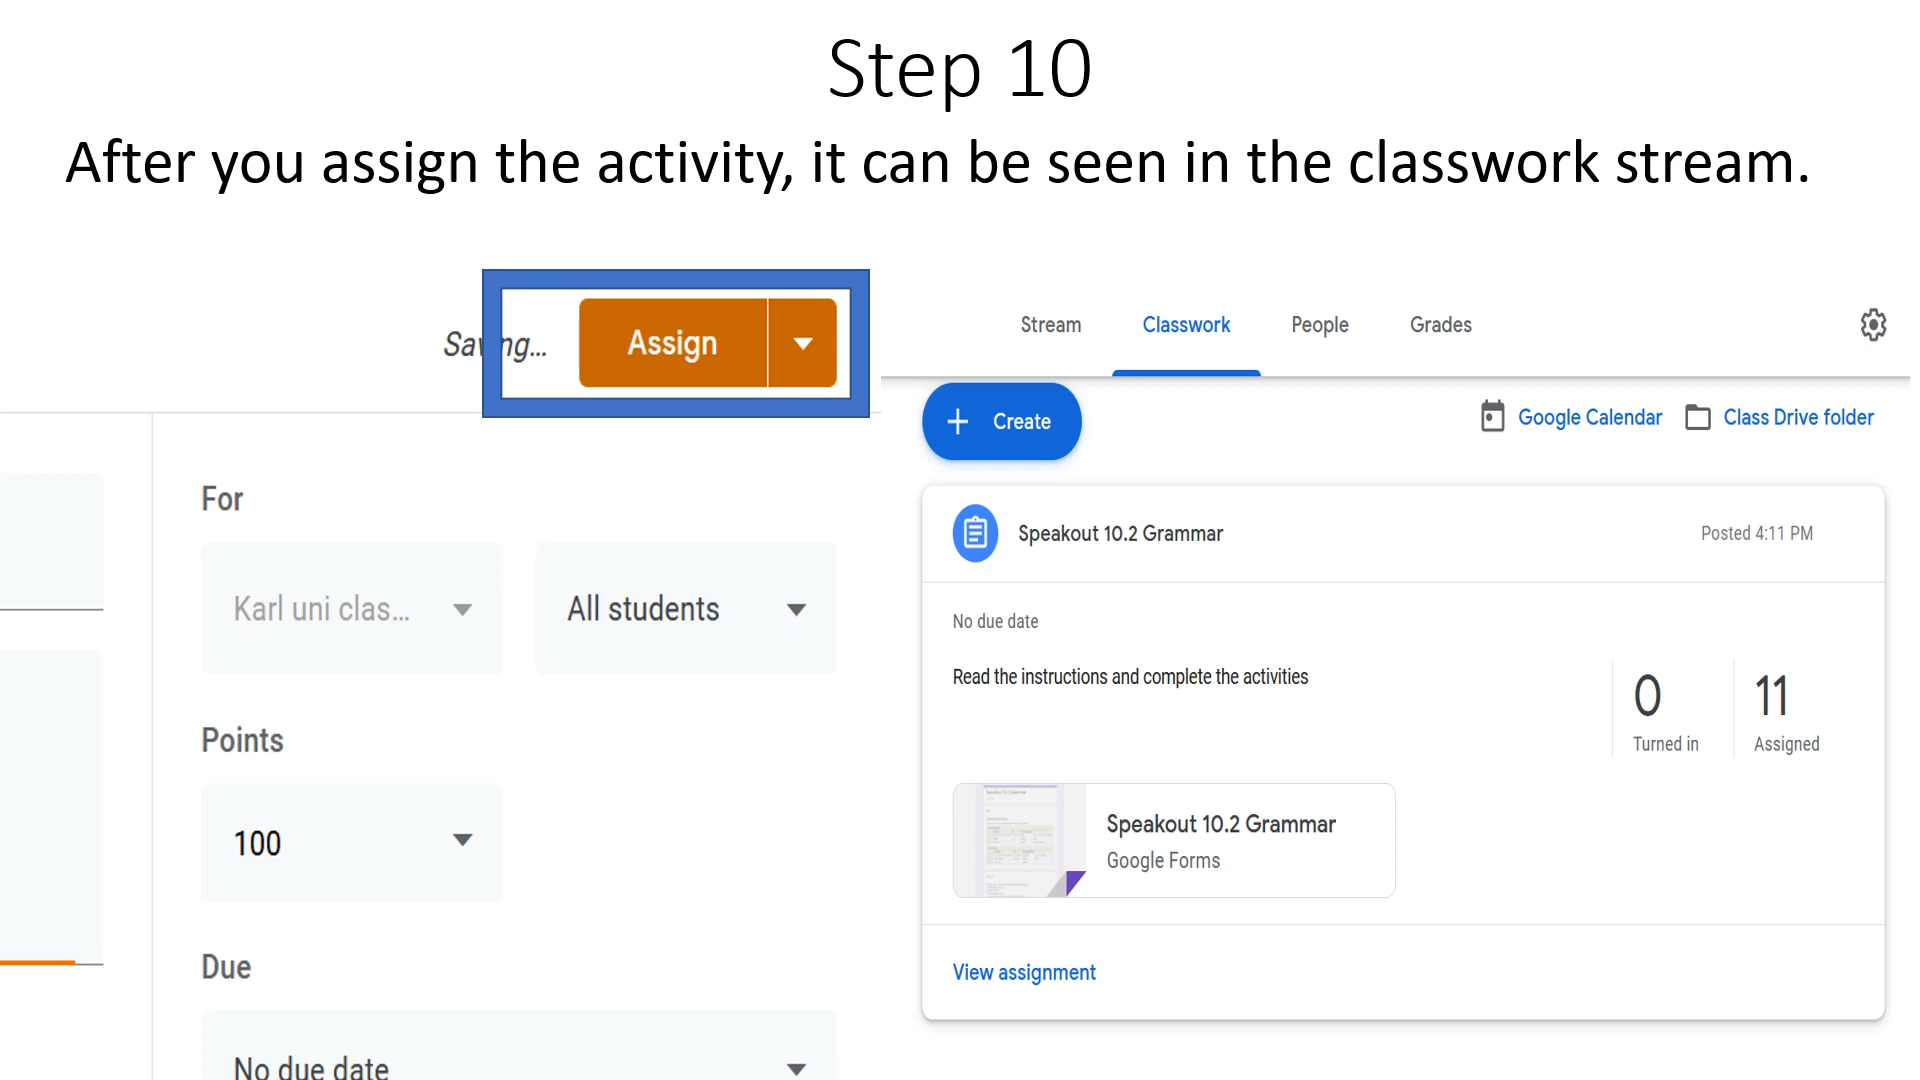 Step 10
After you assign the activity, it can be seen in the classwork stream.
Saving...
Assign
For
Karl uni clas...
All students
Points
100
Due
No due date
Stream
Classwork
People
Grades
Create
Google Calendar
Class Drive folder
Speakout 10.2 Grammar
Posted 4:11 PM
No due date
Read the instructions and complete the activities
0
Turned in
11
Assigned
Speakout 10.2 Grammar
Speakout 10.2 Grammar
Google Forms
View assignment